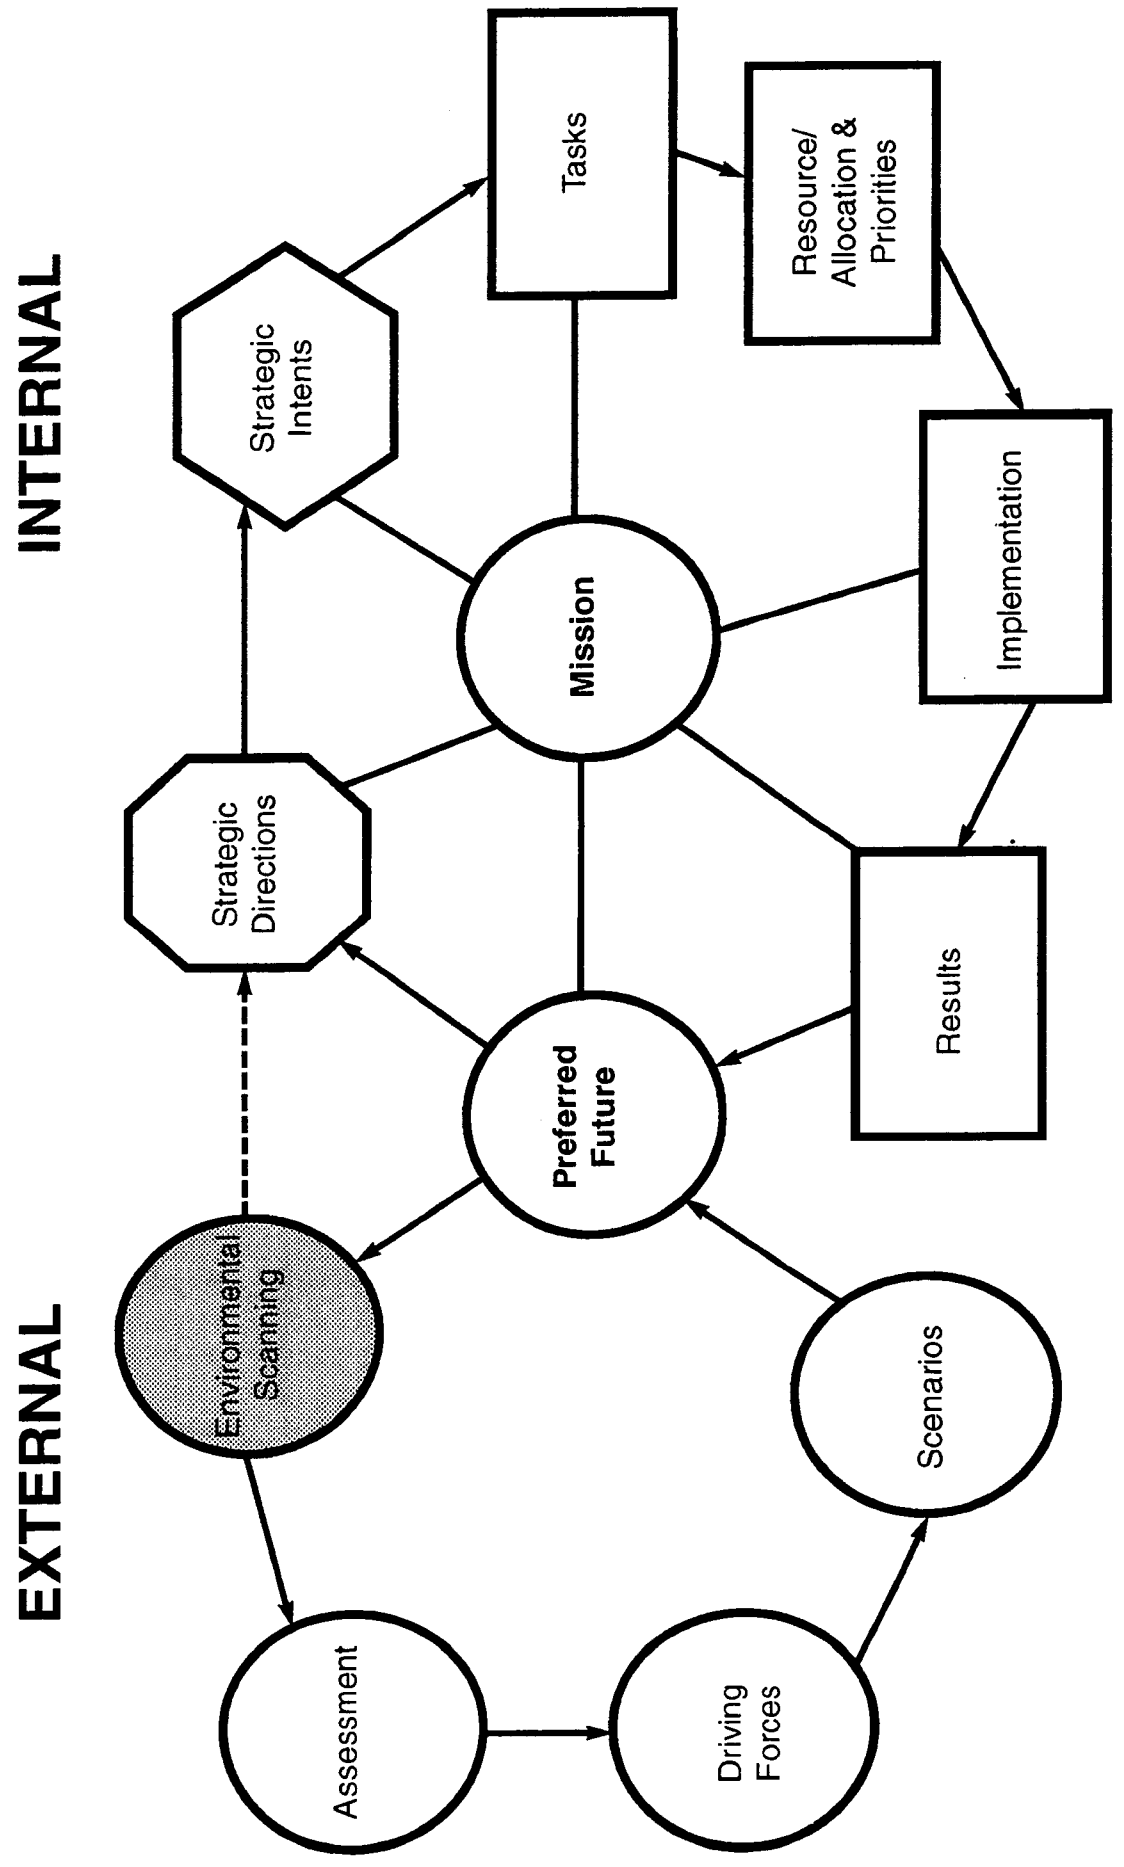 EXTERNAL
INTERNAL
Environmental
Scanning
Strategic
Directions
Strategic
Intents
Assessment
Preferred
Future
Mission
Tasks
Driving
Forces
Resource/
Allocation &
Priorities
Scenarios
Results
Implementation